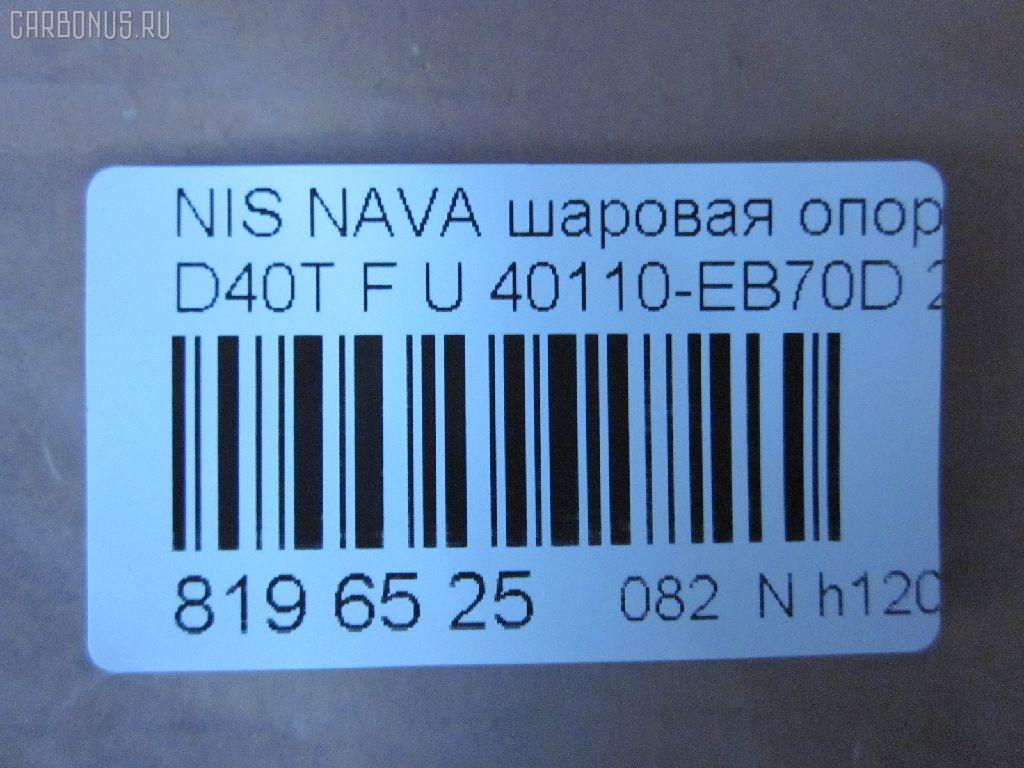 CARBONUS.RU
NIS NAVA шаровая опор
D40T F U 40110-EB70D 2
819 65 25 082 N h120